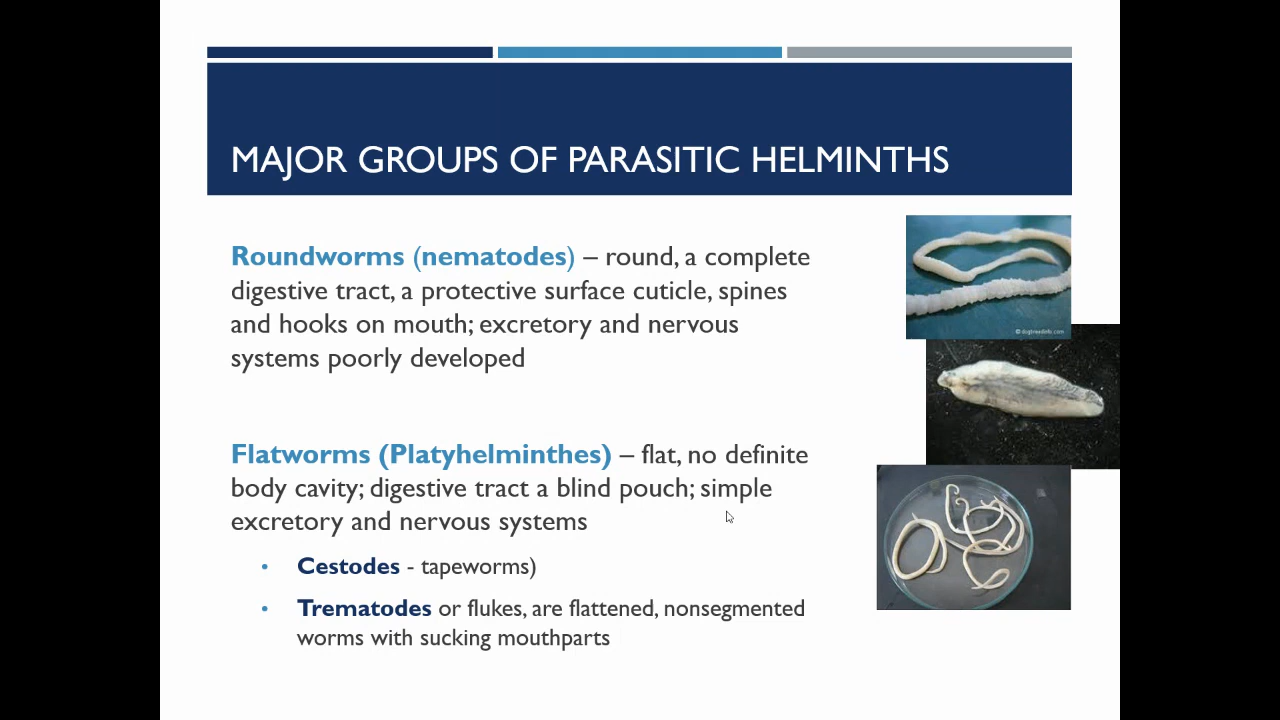 MAJOR GROUPS OF PARASITIC HELMINTHS
Roundworms (nematodes) – round, a complete
digestive tract, a protective surface cuticle, spines
and hooks on mouth; excretory and nervous
systems poorly developed
Flatworms (Platyhelminthes) – flat, no definite
body cavity; digestive tract a blind pouch; simple
excretory and nervous systems
• Cestodes - tapeworms)
• Trematodes or flukes, are flattened, nonsegmented
worms with sucking mouthparts